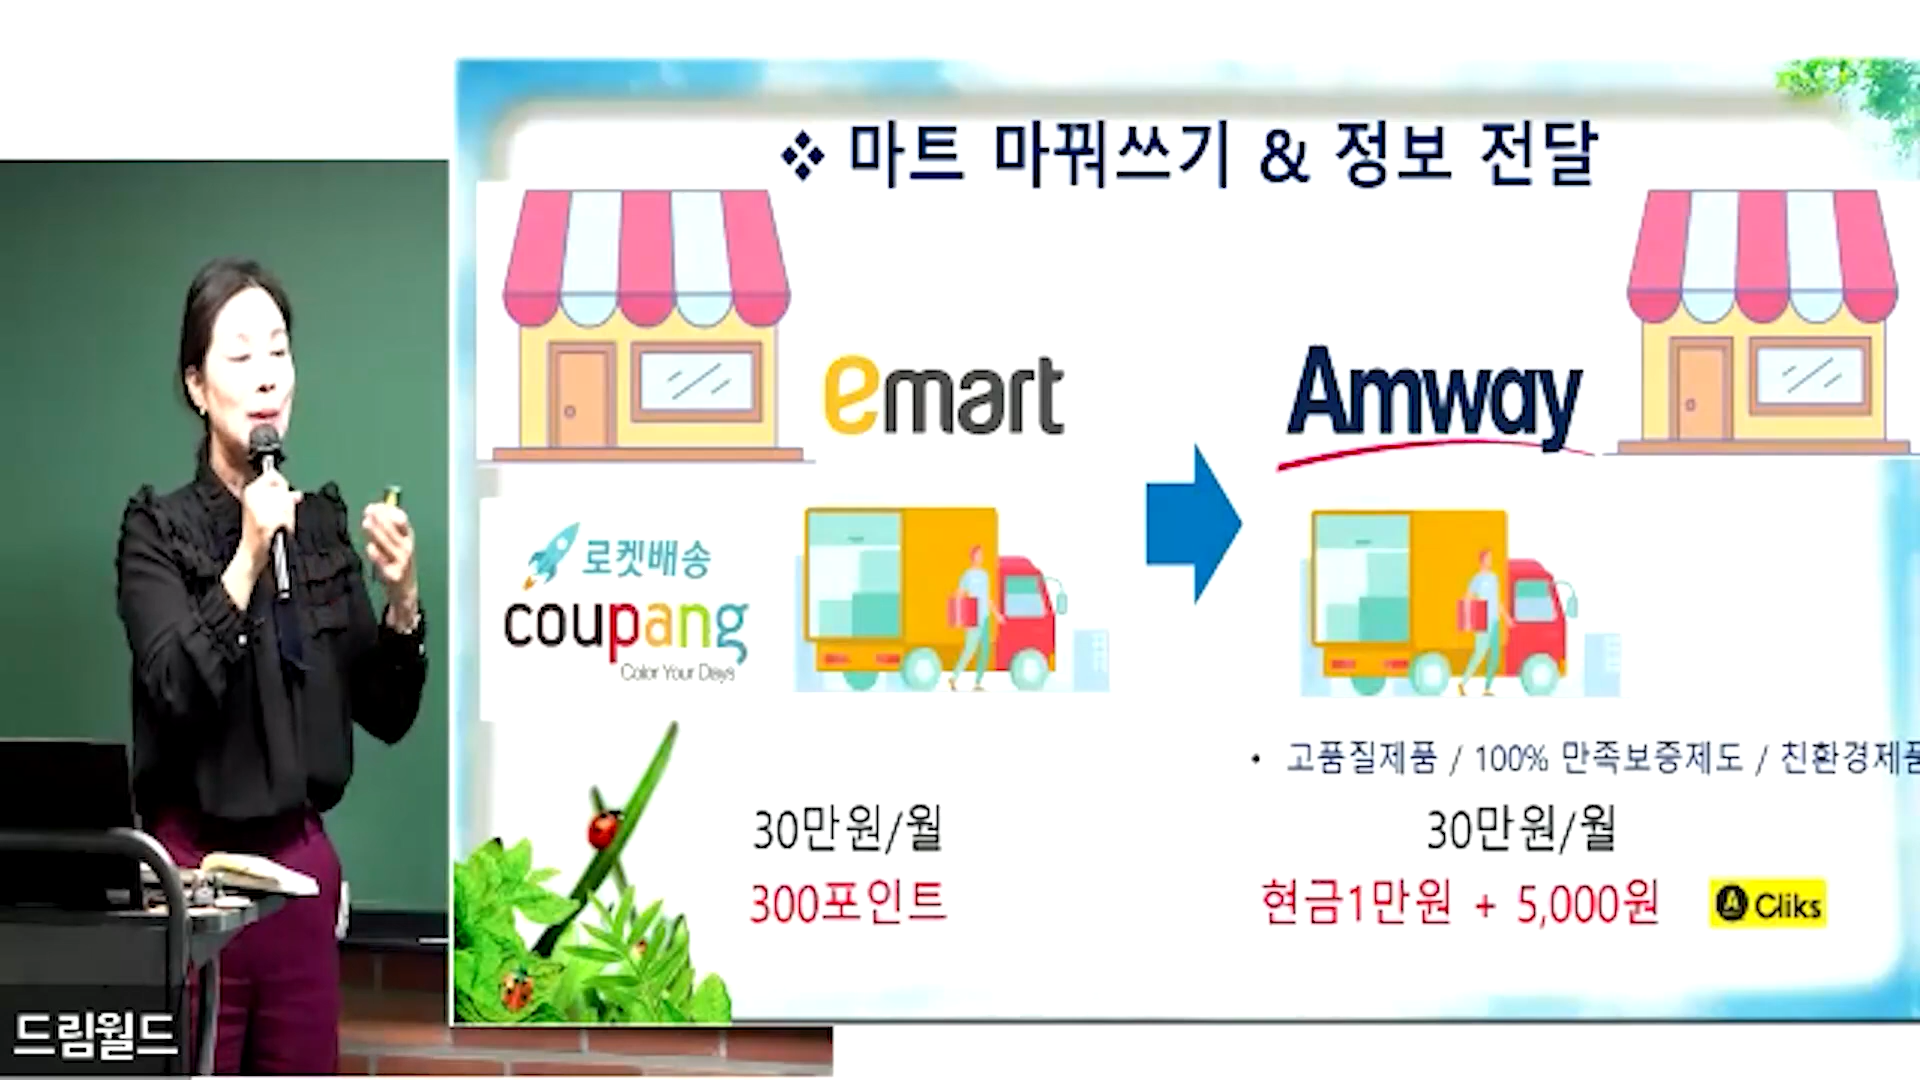 ❖ 마트 마꿔쓰기 & 정보 전달
emart
Amway
로켓배송
coupang
Color Your Days
• 고품질제품 / 100% 만족보증제도 / 친환경제품
30만원/월
30만원/월
300포인트
현금1만원 + 5,000원
A Cliks
드림월드